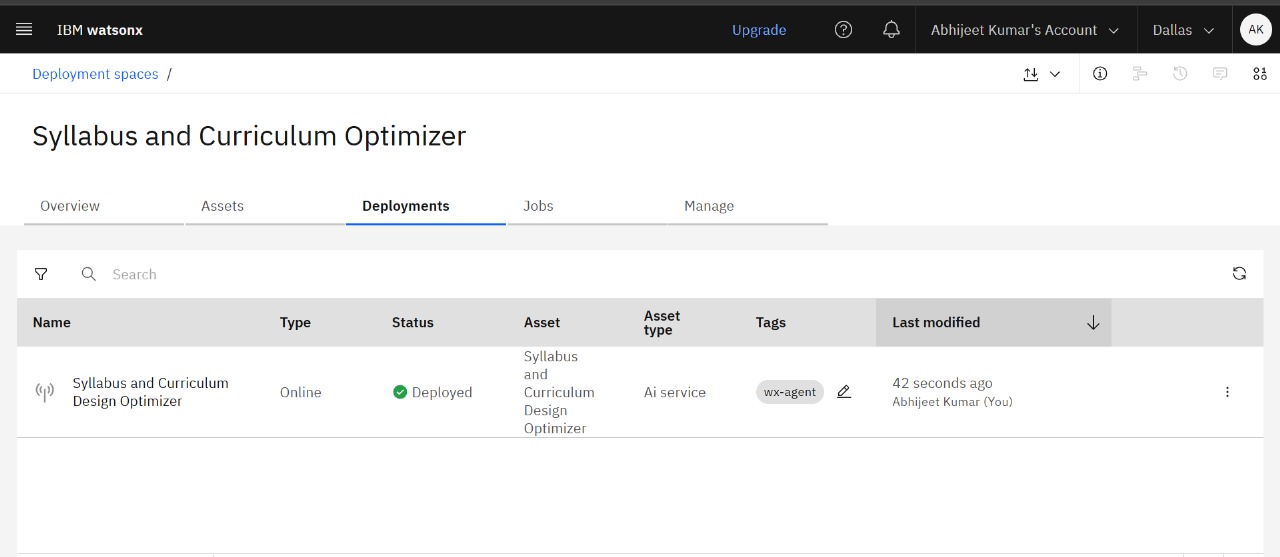 IBM watsonx
Upgrade
Abhijeet Kumar's Account
Dallas
AK
Deployment spaces /
Syllabus and Curriculum Optimizer
Overview
Assets
Deployments
Jobs
Manage
Search
Name
Type
Status
Asset
Asset
type
Tags
Last modified
Syllabus and Curriculum
Design Optimizer
Online
Deployed
Syllabus
and
Curriculum
Design
Optimizer
Ai service
wx-agent
42 seconds ago
Abhijeet Kumar (You)